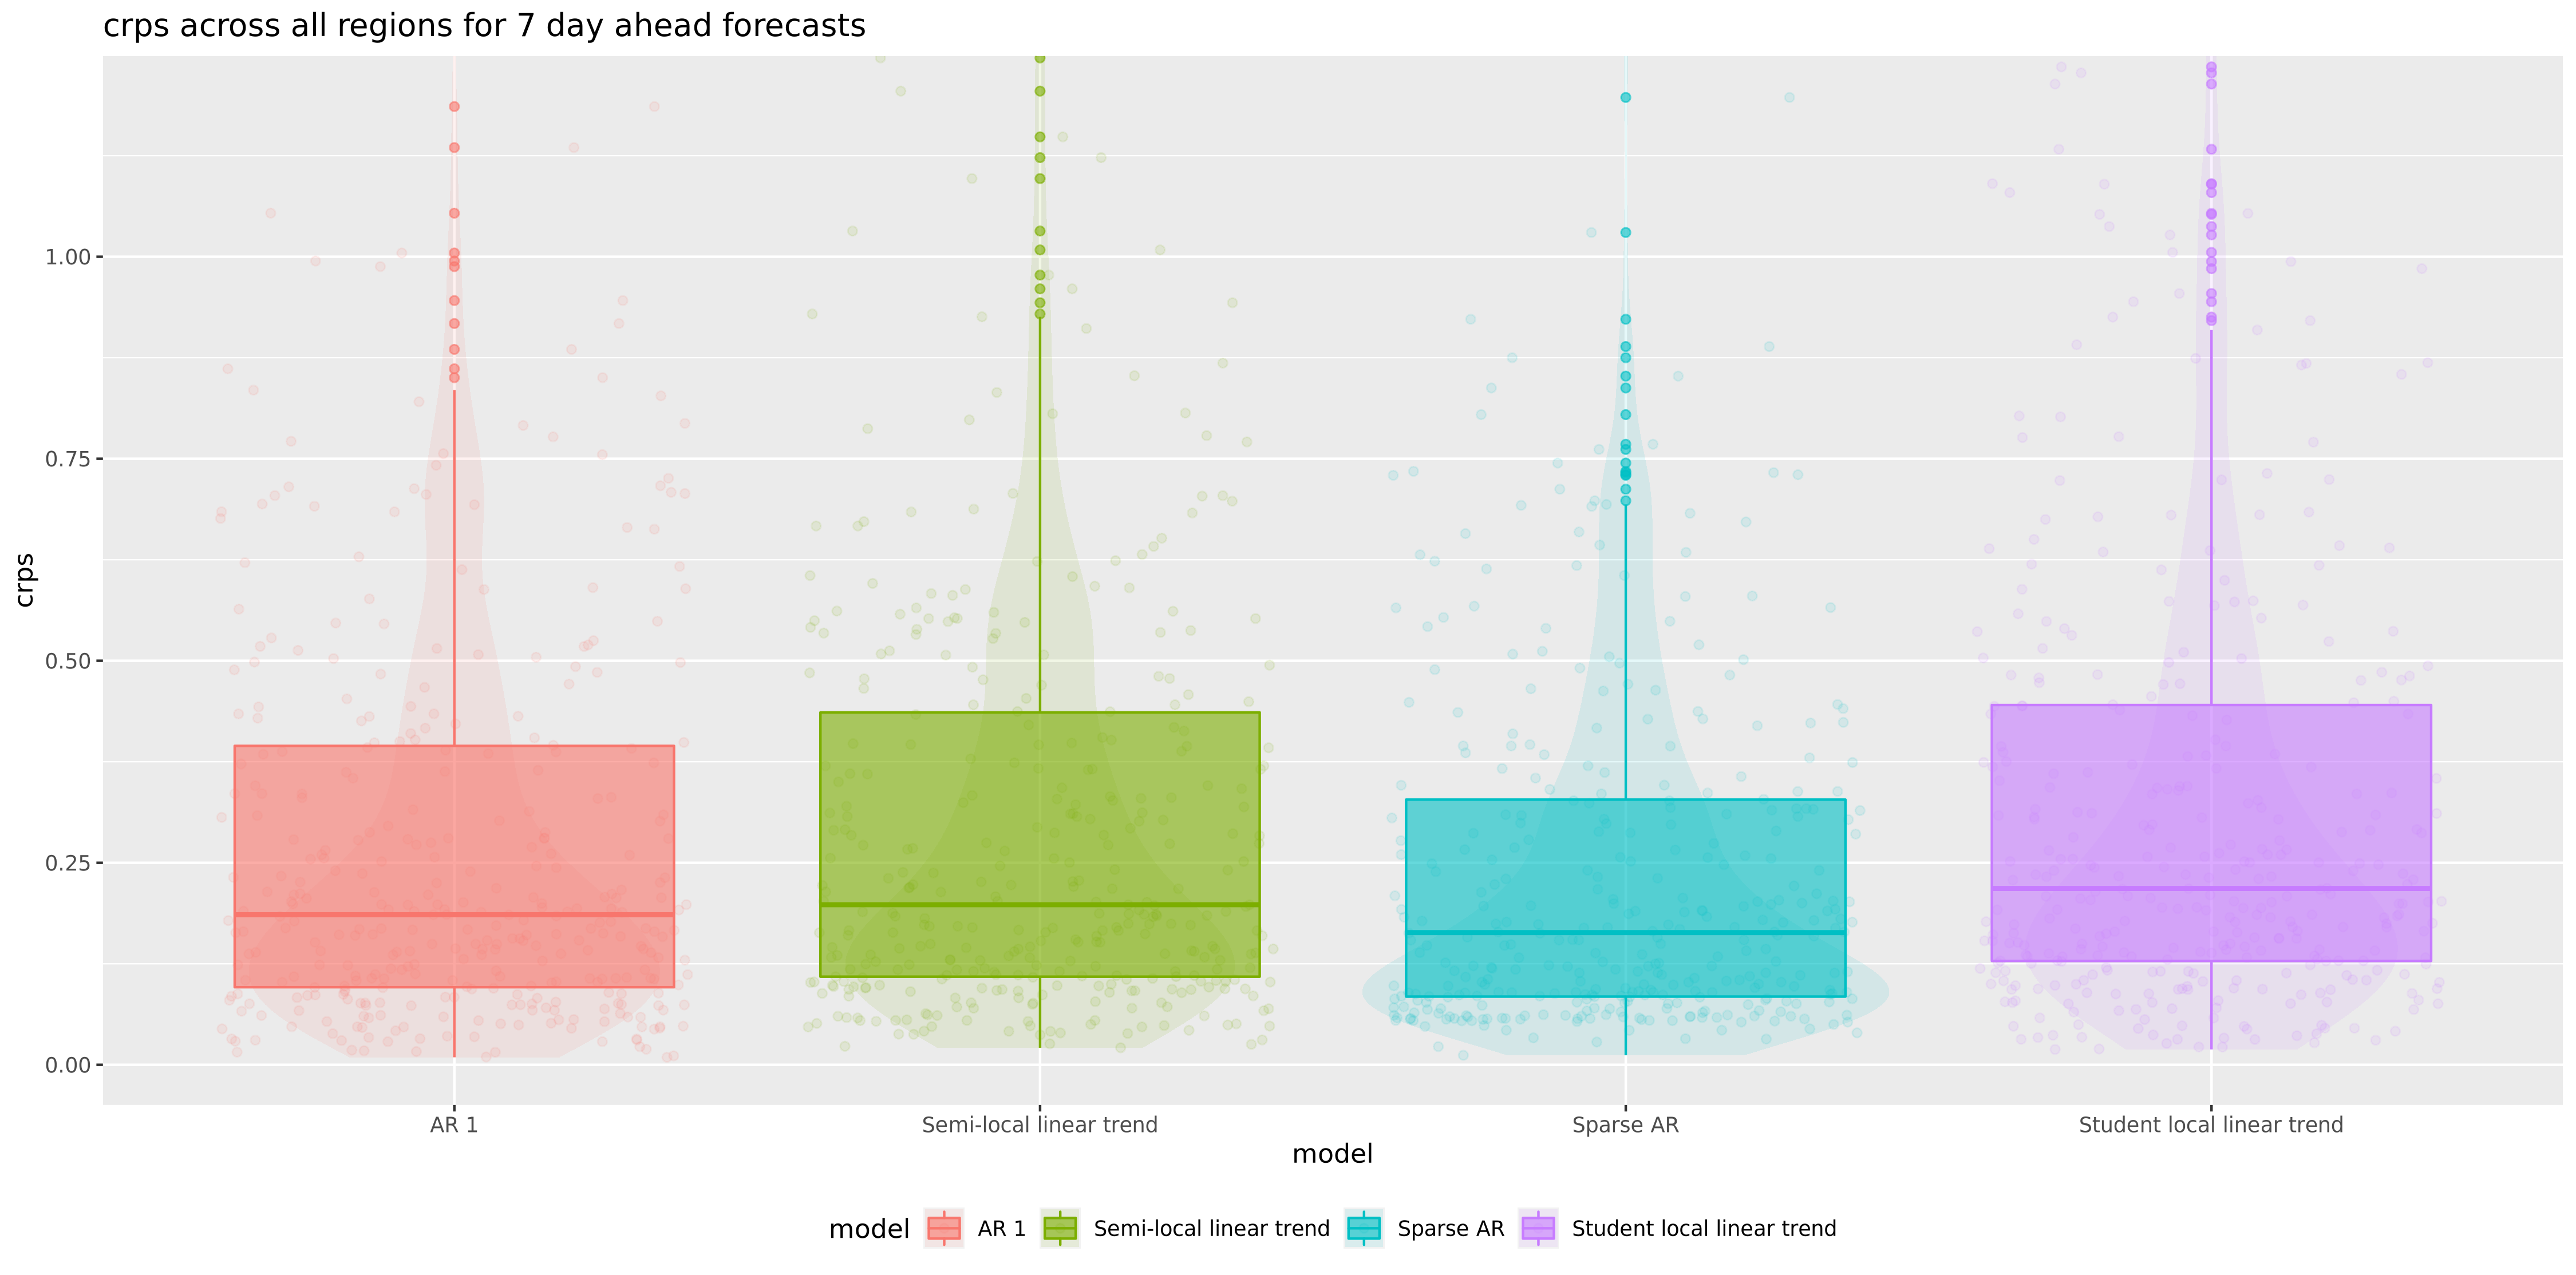 crps across all regions for 7 day ahead forecasts
crps
1.00
0.75
0.50
0.25
0.00
AR 1
Semi-local linear trend
Sparse AR
Student local linear trend
model
model
AR 1
Semi-local linear trend
Sparse AR
Student local linear trend